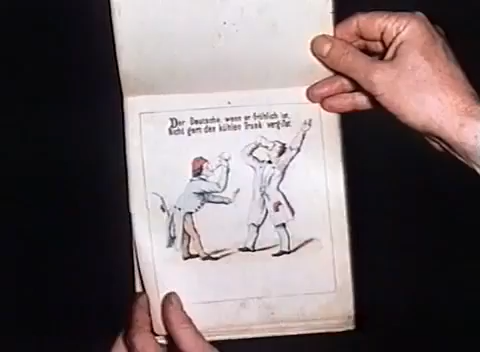 Der Deutsche, wenn er fröhlich ist,
Nicht gern den kühlen Trunk vergißt.